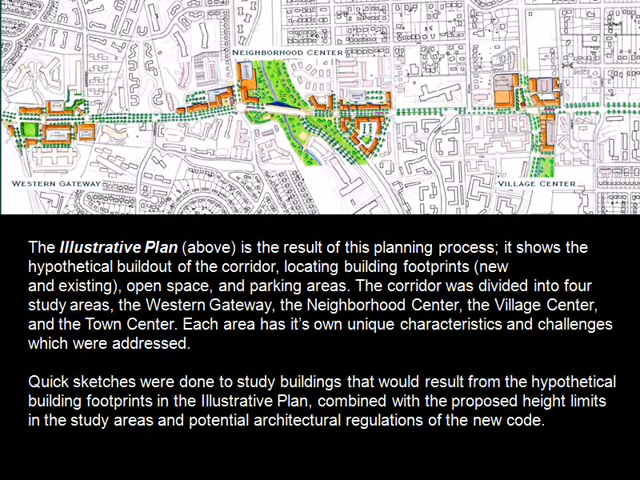 NEIGHBORHOOD CENTER
WESTERN GATEWAY
VILLAGE CENTER
The Illustrative Plan (above) is the result of this planning process; it shows the
hypothetical buildout of the corridor, locating building footprints (new
and existing), open space, and parking areas. The corridor was divided into four
study areas, the Western Gateway, the Neighborhood Center, the Village Center,
and the Town Center. Each area has it's own unique characteristics and challenges
which were addressed.
Quick sketches were done to study buildings that would result from the hypothetical
building footprints in the Illustrative Plan, combined with the proposed height limits
in the study areas and potential architectural regulations of the new code.